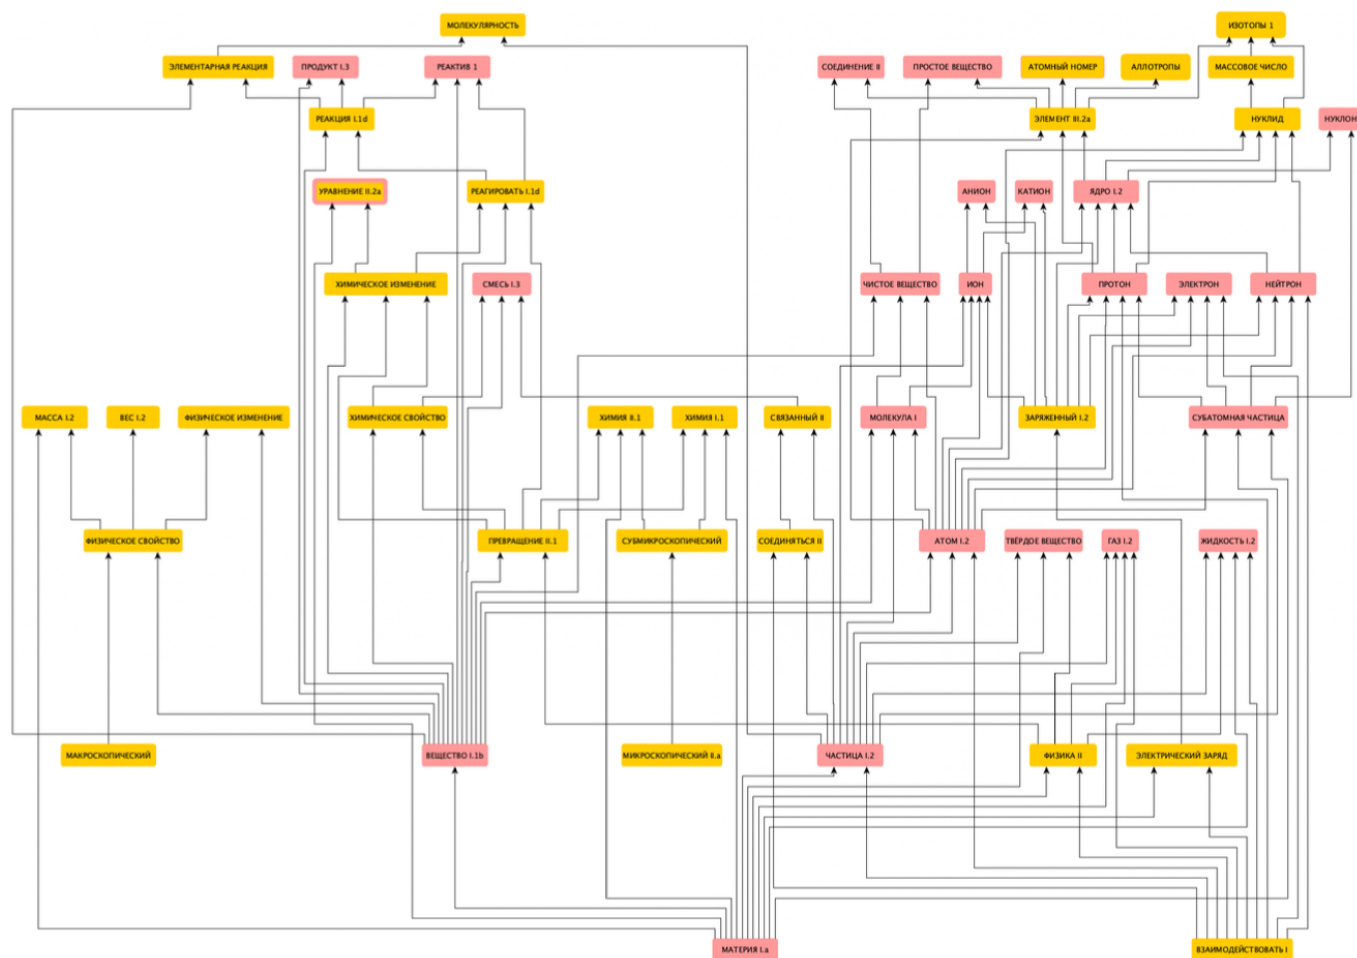 МОЛЕКУЛЯРНОСТЬ
ИЗОТОПЫ 1
ЭЛЕМЕНТАРНАЯ РЕАКЦИЯ
ПРОДУКТ I.3
РЕАКТИВ 1
СОЕДИНЕНИЕ II
ПРОСТОЕ ВЕЩЕСТВО
АТОМНЫЙ НОМЕР
АЛЛОТРОПЫ
МАССОВОЕ ЧИСЛО
РЕАКЦИЯ I.1d
ЭЛЕМЕНТ III.2a
НУКЛИД
НУКЛОН
УРАВНЕНИЕ II.2a
РЕАГИРОВАТЬ I.1d
АНИОН
КАТИОН
ЯДРО I.2
ХИМИЧЕСКОЕ ИЗМЕНЕНИЕ
СМЕСЬ I.3
ЧИСТОЕ ВЕЩЕСТВО
ИОН
ПРОТОН
ЭЛЕКТРОН
НЕЙТРОН
МАССА I.2
ВЕС I.2
ФИЗИЧЕСКОЕ ИЗМЕНЕНИЕ
ХИМИЧЕСКОЕ СВОЙСТВО
ХИМИЯ II.1
ХИМИЯ I.1
СВЯЗАННЫЙ II
МОЛЕКУЛА I
ЗАРЯЖЕННЫЙ I.2
СУБАТОМНАЯ ЧАСТИЦА
ФИЗИЧЕСКОЕ СВОЙСТВО
ПРЕВРАЩЕНИЕ II.1
СУБМИКРОСКОПИЧЕСКИЙ
СОЕДИНЯТЬСЯ II
АТОМ I.2
ТВЁРДОЕ ВЕЩЕСТВО
ГАЗ I.2
ЖИДКОСТЬ I.2
МАКРОСКОПИЧЕСКИЙ
ВЕЩЕСТВО I.1b
МИКРОСКОПИЧЕСКИЙ II.a
ЧАСТИЦА I.2
ФИЗИКА II
ЭЛЕКТРИЧЕСКИЙ ЗАРЯД
МАТЕРИЯ I.a
ВЗАИМОДЕЙСТВОВАТЬ I